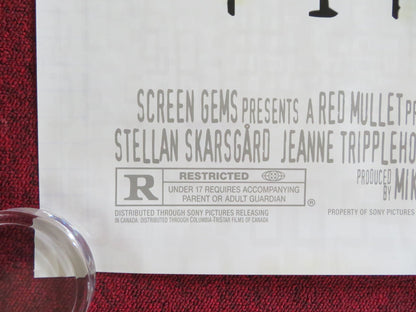 SCREEN GEMS PRESENTS A RED MULLET
STELLAN SKARSGÅRD JEANNE TRIPPLEHO
PRODUCED BY MIK
R
RESTRICTED
UNDER 17 REQUIRES ACCOMPANYING
PARENT OR ADULT GUARDIAN
®
DISTRIBUTED THROUGH SONY PICTURES RELEASING
IN CANADA: DISTRIBUTED THROUGH COLUMBIA-TRISTAR FILMS OF CANADA
PROPERTY OF SONY PICTURES